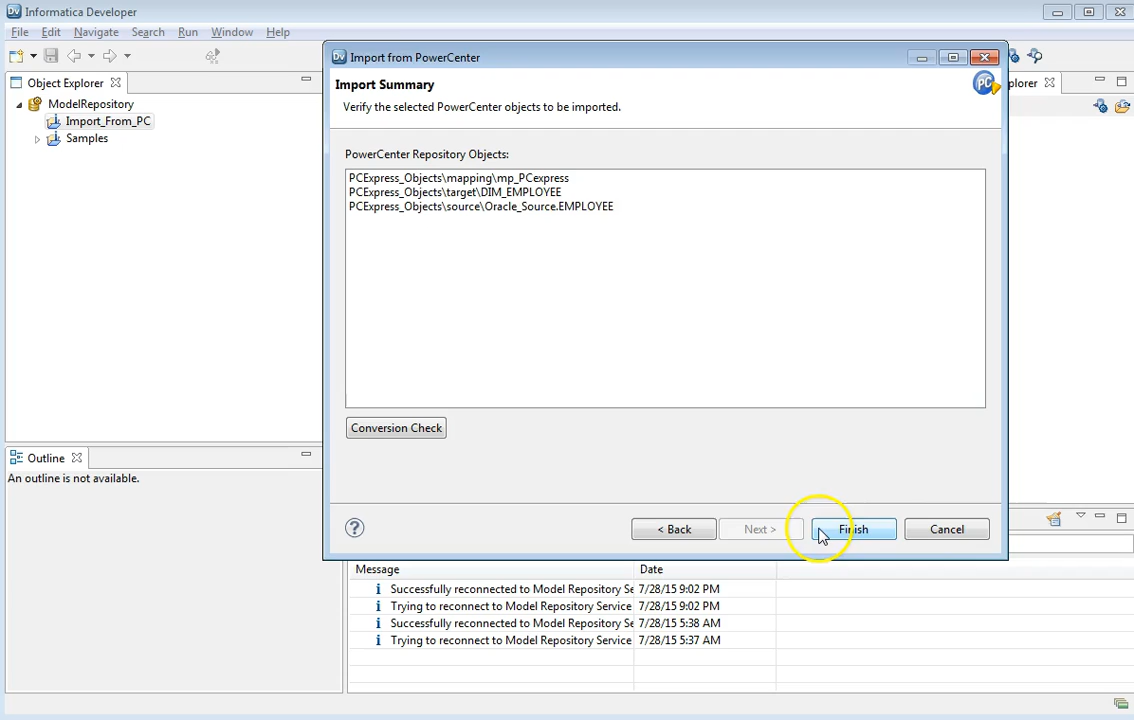 Informatica Developer
File Edit Navigate Search Run Window Help
Object Explorer
ModelRepository
Import_From_PC
Samples
Outline
An outline is not available.
Import from PowerCenter
Import Summary
Verify the selected PowerCenter objects to be imported.
PC
PowerCenter Repository Objects:
PCExpress_Objects\mapping\mp_PCexpress
PCExpress_Objects\target\DIM_EMPLOYEE
PCExpress_Objects\source\Oracle_Source.EMPLOYEE
Conversion Check
< Back Next > Finish Cancel
plorer
Message Date
Successfully reconnected to Model Repository Se 7/28/15 9:02 PM
Trying to reconnect to Model Repository Service 7/28/15 9:02 PM
Successfully reconnected to Model Repository Se 7/28/15 5:38 AM
Trying to reconnect to Model Repository Service 7/28/15 5:37 AM